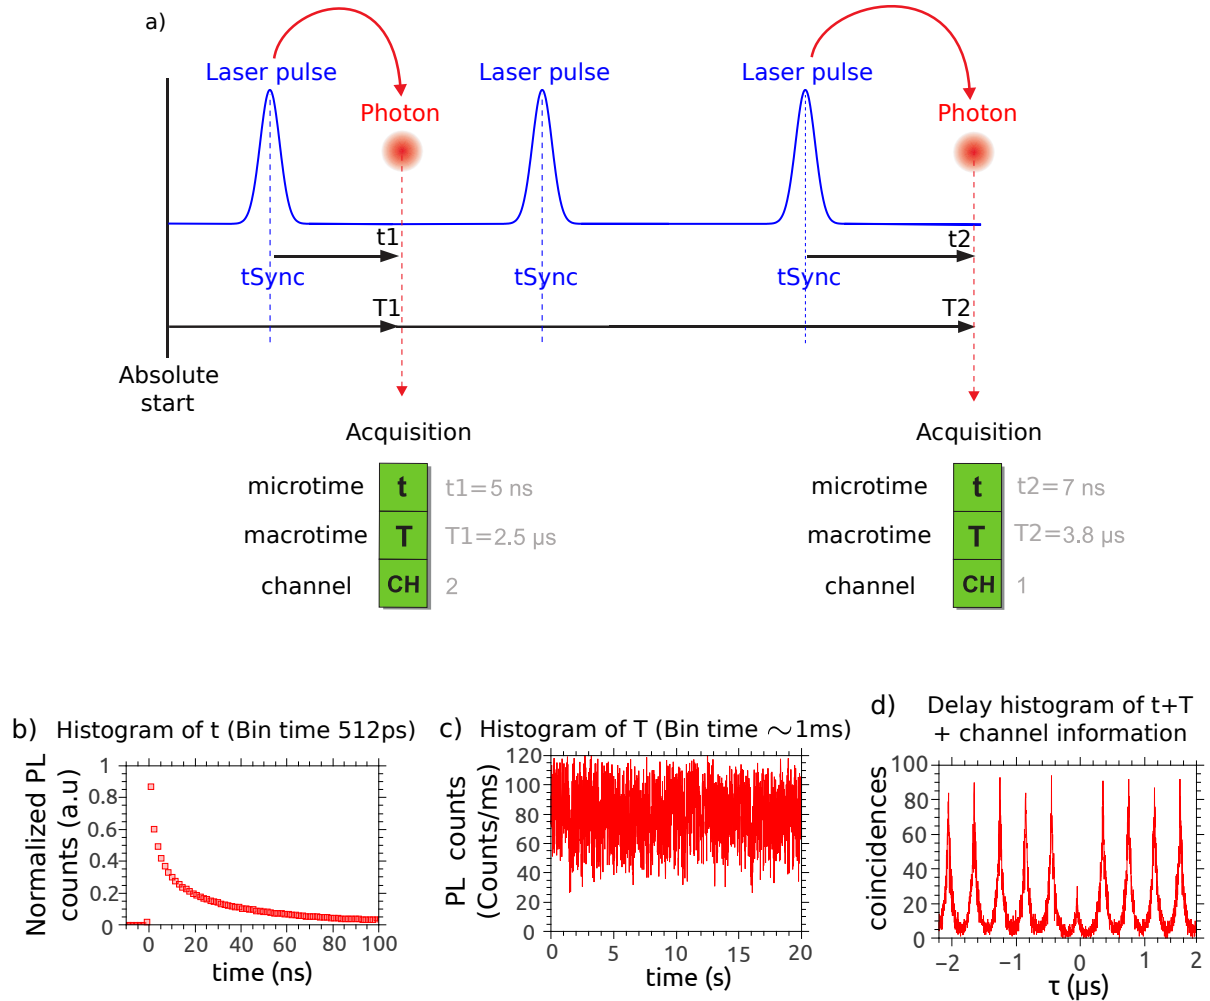 a)
Laser pulse
Laser pulse
Laser pulse
Photon
Photon
t1
t2
tSync
tSync
tSync
T1
T2
Absolute
start
Acquisition
Acquisition
microtime t t1=5 ns
microtime t t2=7 ns
macrotime T T1=2.5 µs
macrotime T T2=3.8 µs
channel CH 2
channel CH 1
b) Histogram of t (Bin time 512ps)
Normalized PL
counts (a.u)
1
0.8
0.6
0.4
0.2
0
0 20 40 60 80 100
time (ns)
c) Histogram of T (Bin time ∼1ms)
PL counts
(Counts/ms)
120
100
80
60
40
20
0
0 5 10 15 20
time (s)
d) Delay histogram of t+T
+ channel information
coincidences
100
80
60
40
20
0
−2 −1 0 1 2
τ (µs)